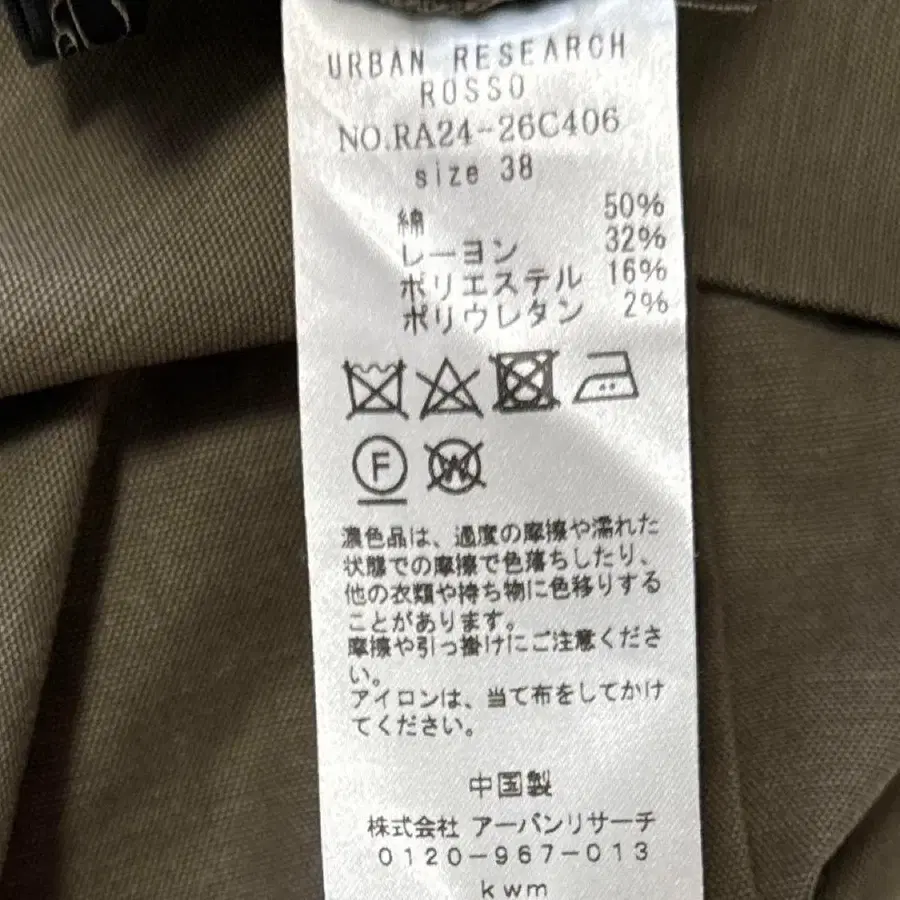 URBAN RESEARCH
ROSSO
NO.RA24-26C406
size 38
綿 50%
レーヨン 32%
ポリエステル 16%
ポリウレタン 2%
F W
濃色品は、過度の摩擦や濡れた
状態での摩擦で色落ちしたり、
他の衣類や持ち物に色移りする
ことがあります。
摩擦や引っ掛けにご注意くださ
い。
アイロンは、当て布をしてかけ
てください。
中国製
株式会社 アーバンリサーチ
0120-967-013
kwm